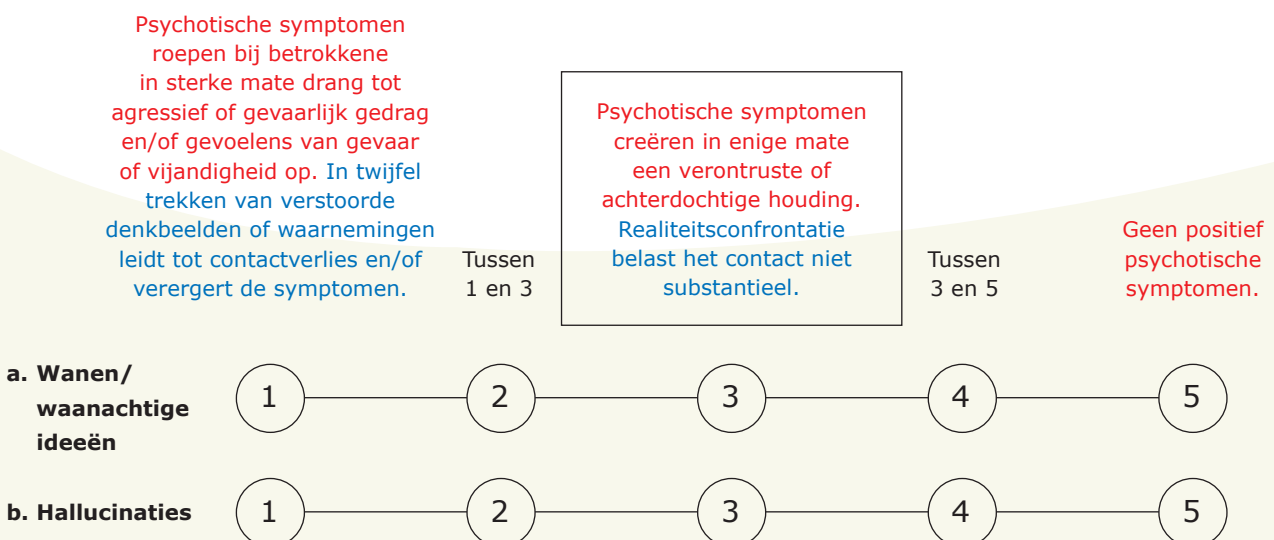 Psychotische symptomen
roepen bij betrokkene
in sterke mate drang tot
agressief of gevaarlijk gedrag
en/of gevoelens van gevaar
of vijandigheid op. In twijfel
trekken van verstoorde
denkbeelden of waarnemingen
leidt tot contactverlies en/of
verergert de symptomen.
Tussen
1 en 3
Psychotische symptomen
creëren in enige mate
een verontruste of
achterdochtige houding.
Realiteitsconfrontatie
belast het contact niet
substantieel.
Tussen
3 en 5
Geen positief
psychotische
symptomen.
a. Wanen/
waanachtige
ideeën
1 2 3 4 5
b. Hallucinaties 1 2 3 4 5